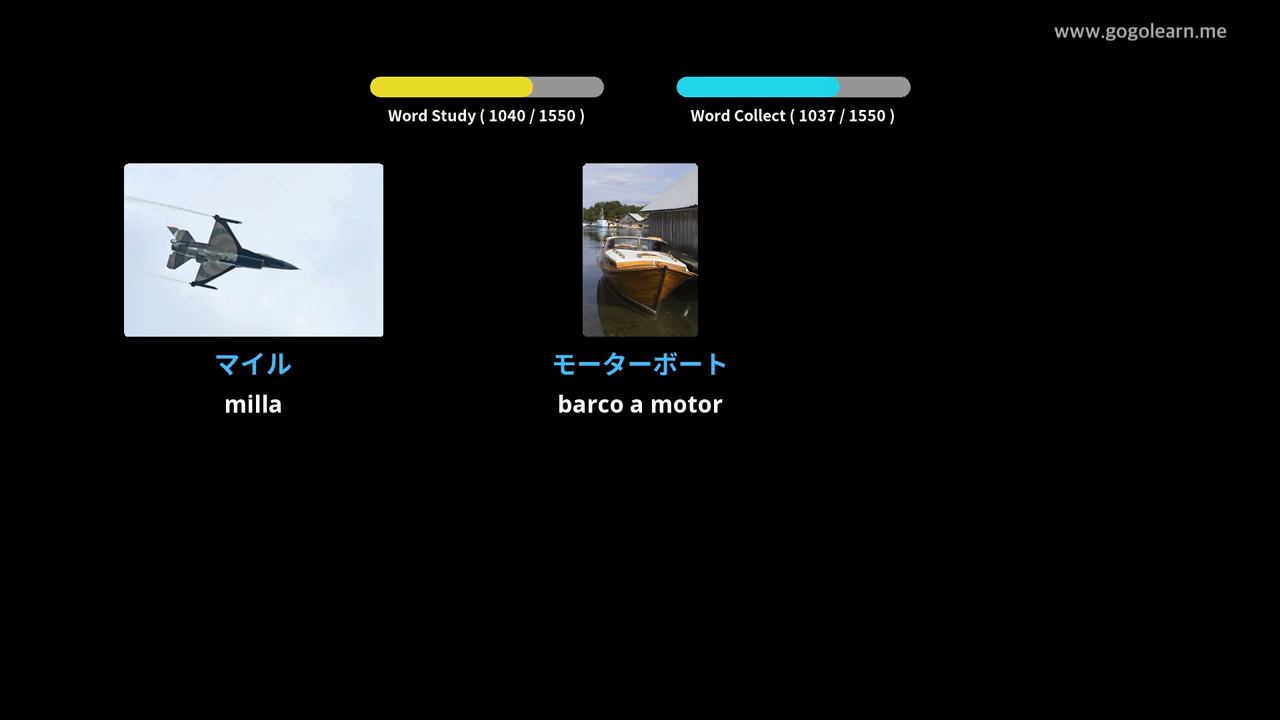 www.gogolearn.me
Word Study ( 1040 / 1550 )
Word Collect ( 1037 / 1550 )
マイル
milla
モーターボート
barco a motor